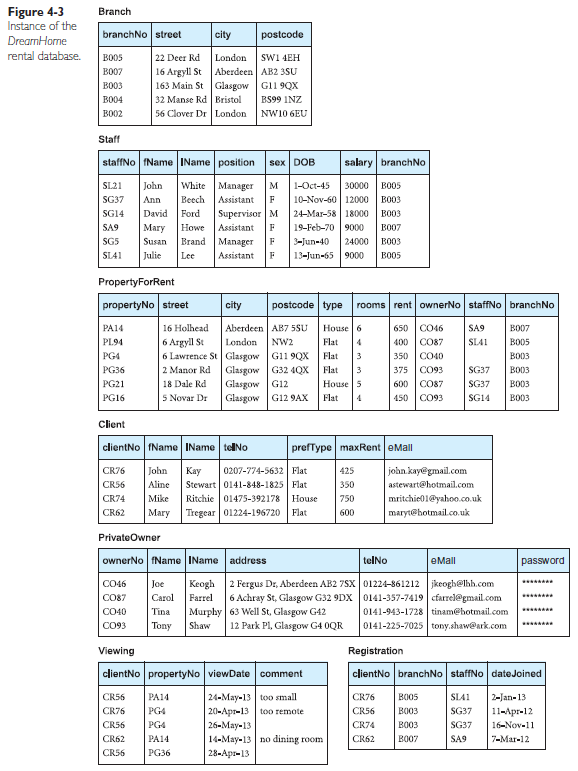 Figure 4-3
Instance of the
DreamHome
rental database.
Branch
branchNo street city postcode
B005 22 Deer Rd London SW1 4EH
B007 16 Argyll St Aberdeen AB2 3SU
B003 163 Main St Glasgow G11 9QX
B004 32 Manse Rd Bristol BS99 1NZ
B002 56 Clover Dr London NW10 6EU
Staff
staffNo fName lName position sex DOB salary branchNo
SL21 John White Manager M 1-Oct-45 30000 B005
SG37 Ann Beech Assistant F 10-Nov-60 12000 B003
SG14 David Ford Supervisor M 24-Mar-58 18000 B003
SA9 Mary Howe Assistant F 19-Feb-70 9000 B007
SG5 Susan Brand Manager F 3-Jun-40 24000 B003
SL41 Julie Lee Assistant F 13-Jun-65 9000 B005
PropertyForRent
propertyNo street city postcode type rooms rent ownerNo staffNo branchNo
PA14 16 Holhead Aberdeen AB7 5SU House 6 650 CO46 SA9 B007
PL94 6 Argyll St London NW2 Flat 4 400 CO87 SL41 B005
PG4 6 Lawrence St Glasgow G11 9QX Flat 3 350 CO40 B003
PG36 2 Manor Rd Glasgow G32 4QX Flat 3 375 CO93 SG37 B003
PG21 18 Dale Rd Glasgow G12 House 5 600 CO87 SG37 B003
PG16 5 Novar Dr Glasgow G12 9AX Flat 4 450 CO93 SG14 B003
Client
clientNo fName lName telNo prefType maxRent eMail
CR76 John Kay 0207-774-5632 Flat 425 john.kay@gmail.com
CR56 Aline Stewart 0141-848-1825 Flat 350 astewart@hotmail.com
CR74 Mike Ritchie 01475-392178 House 750 mritchie01@yahoo.co.uk
CR62 Mary Tregear 01224-196720 Flat 600 maryt@hotmail.co.uk
PrivateOwner
ownerNo fName lName address telNo eMail password
CO46 Joe Keogh 2 Fergus Dr, Aberdeen AB2 7SX 01224-861212 jkeogh@lhh.com ********
CO87 Carol Farrel 6 Achray St, Glasgow G32 9DX 0141-357-7419 cfarrel@gmail.com ********
CO40 Tina Murphy 63 Well St, Glasgow G42 0141-943-1728 tinam@hotmail.com ********
CO93 Tony Shaw 12 Park Pl, Glasgow G4 0QR 0141-225-7025 tony.shaw@ark.com ********
Viewing
clientNo propertyNo viewDate comment
CR56 PA14 24-May-13 too small
CR76 PG4 20-Apr-13 too remote
CR56 PG4 26-May-13
CR62 PA14 14-May-13 no dining room
CR56 PG36 28-Apr-13
Registration
clientNo branchNo staffNo dateJoined
CR76 B005 SL41 2-Jan-13
CR56 B003 SG37 11-Apr-12
CR74 B003 SG37 16-Nov-11
CR62 B007 SA9 7-Mar-12